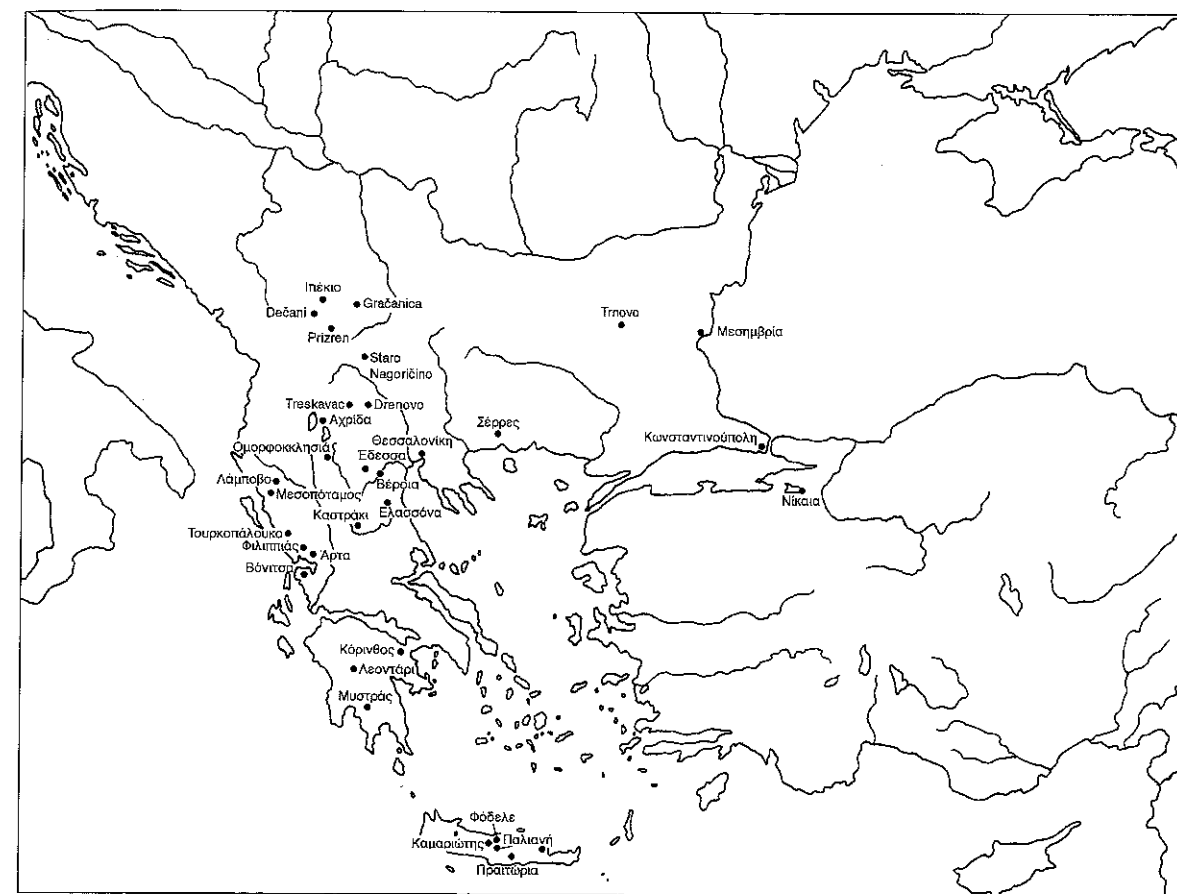 Ιπέκιο
Dečani
Gračanica
Prizren
Trnovo
Μεσημβρία
Staro
Nagoričino
Treskavac
Drenovo
Αχρίδα
Σέρρες
Θεσσαλονίκη
Κωνσταντινούπολη
Ομορφοκκλησιά
Έδεσσα
Βέροια
Λάμποβο
Μεσοπόταμος
Νίκαια
Καστράκι
Ελασσόνα
Τουρκοπάλουκο
Φιλιππιάς
Άρτα
Βόνιτσα
Κόρινθος
Λεοντάρι
Μυστράς
Φόδελε
Καμαριώτης
Παλιανή
Πραιτώρια